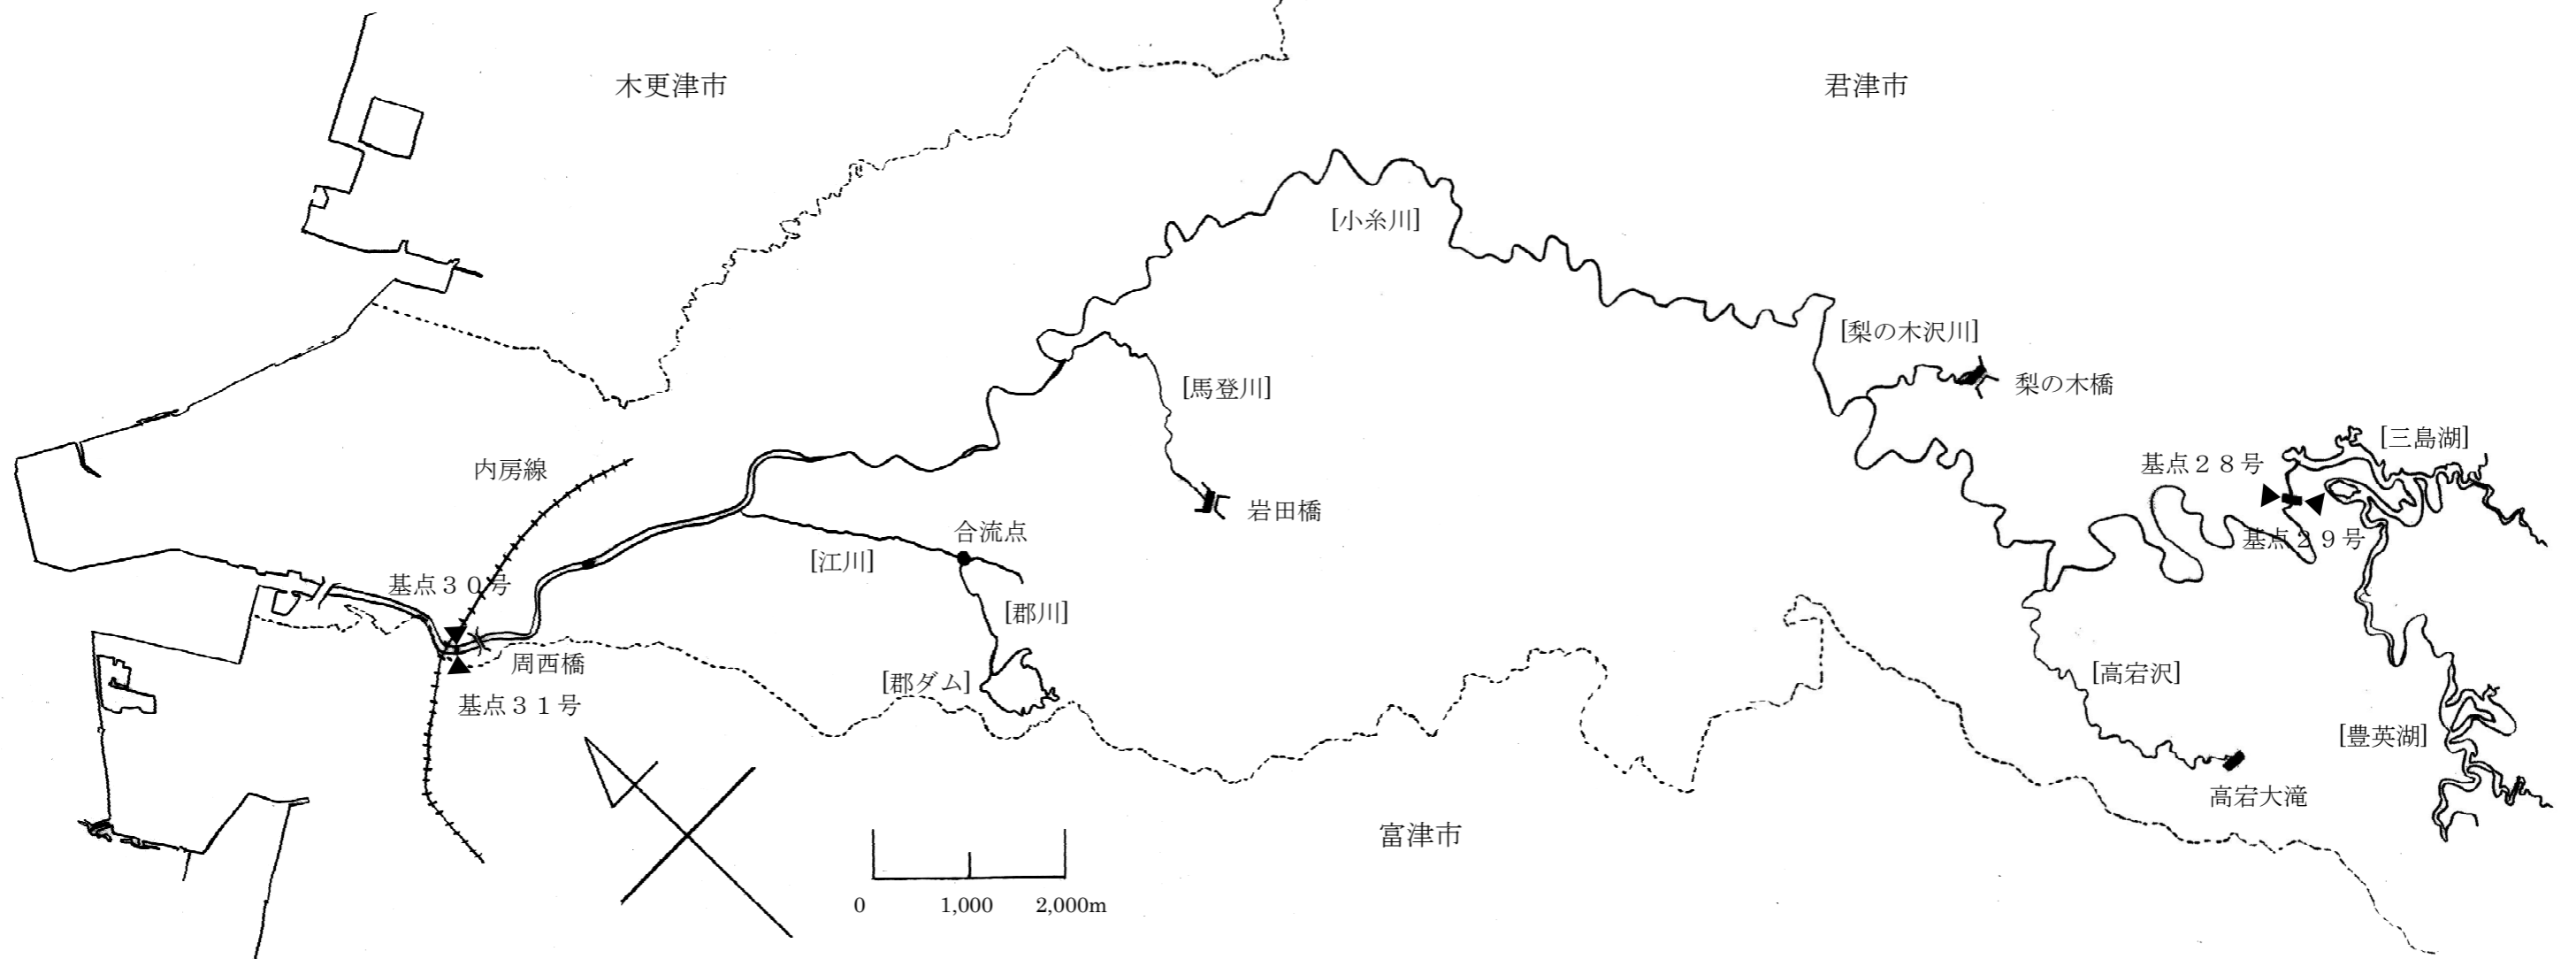 木更津市
君津市
[小糸川]
[梨の木沢川]
梨の木橋
[馬登川]
[三島湖]
基点２８号
内房線
岩田橋
合流点
基点２９号
[江川]
基点３０号
[郡川]
周西橋
[高宕沢]
[郡ダム]
基点３１号
[豊英湖]
高宕大滝
富津市
0 1,000 2,000m